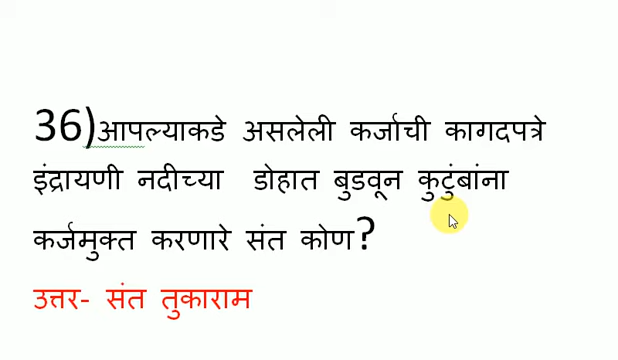 36)आपल्याकडे असलेली कर्जाची कागदपत्रे
इंद्रायणी नदीच्या डोहात बुडवून कुटुंबांना
कर्जमुक्त करणारे संत कोण?
उत्तर- संत तुकाराम